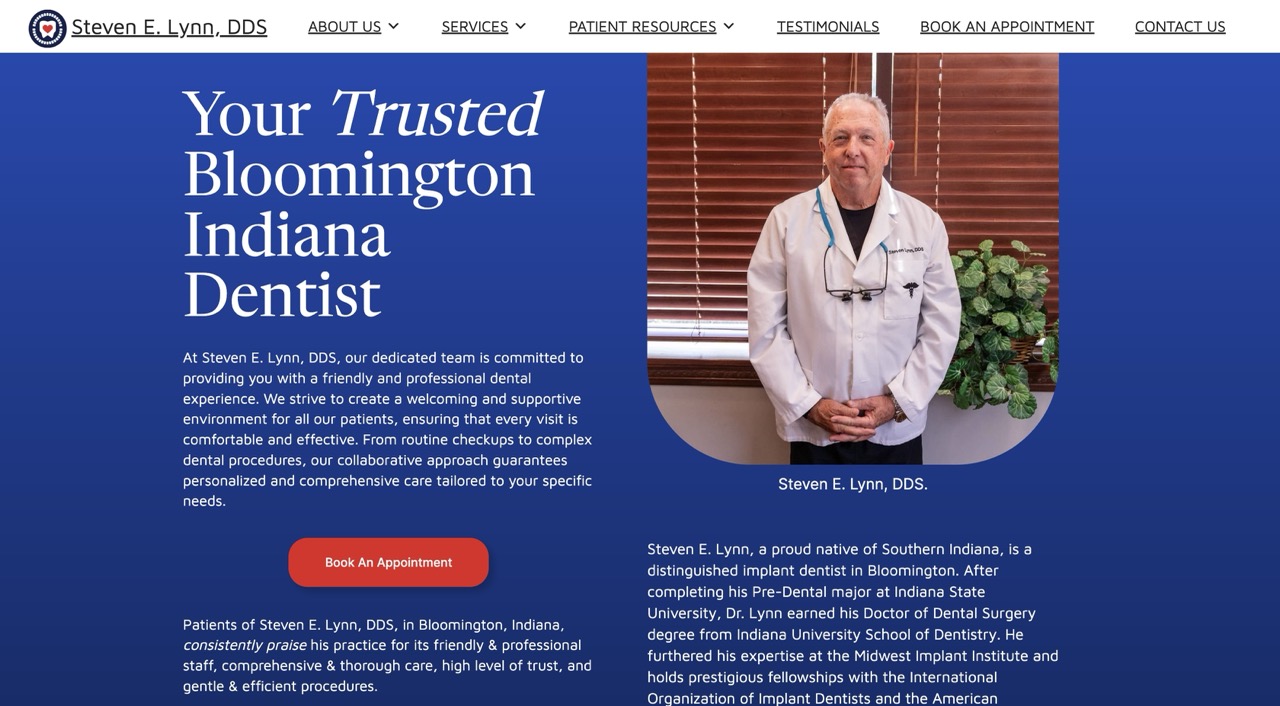 Steven E. Lynn, DDS
ABOUT US
SERVICES
PATIENT RESOURCES
TESTIMONIALS
BOOK AN APPOINTMENT
CONTACT US
Your Trusted
Bloomington
Indiana
Dentist
At Steven E. Lynn, DDS, our dedicated team is committed to
providing you with a friendly and professional dental
experience. We strive to create a welcoming and supportive
environment for all our patients, ensuring that every visit is
comfortable and effective. From routine checkups to complex
dental procedures, our collaborative approach guarantees
personalized and comprehensive care tailored to your specific
needs.
Book An Appointment
Patients of Steven E. Lynn, DDS, in Bloomington, Indiana,
consistently praise his practice for its friendly & professional
staff, comprehensive & thorough care, high level of trust, and
gentle & efficient procedures.
Steven Lynn, DDS
Steven E. Lynn, DDS.
Steven E. Lynn, a proud native of Southern Indiana, is a
distinguished implant dentist in Bloomington. After
completing his Pre-Dental major at Indiana State
University, Dr. Lynn earned his Doctor of Dental Surgery
degree from Indiana University School of Dentistry. He
furthered his expertise at the Midwest Implant Institute and
holds prestigious fellowships with the International
Organization of Implant Dentists and the American